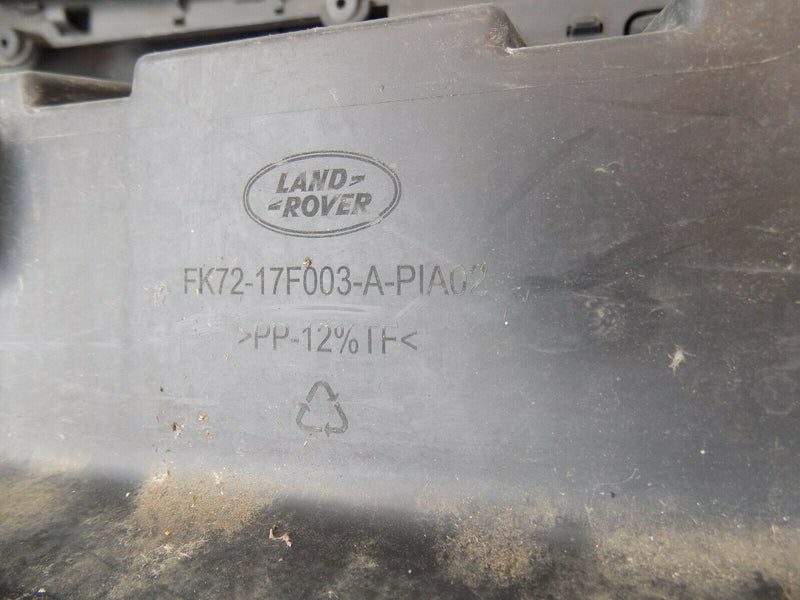 LAND
ROVER
FK72-17F003-A-PIA02
>PP-12%TF<